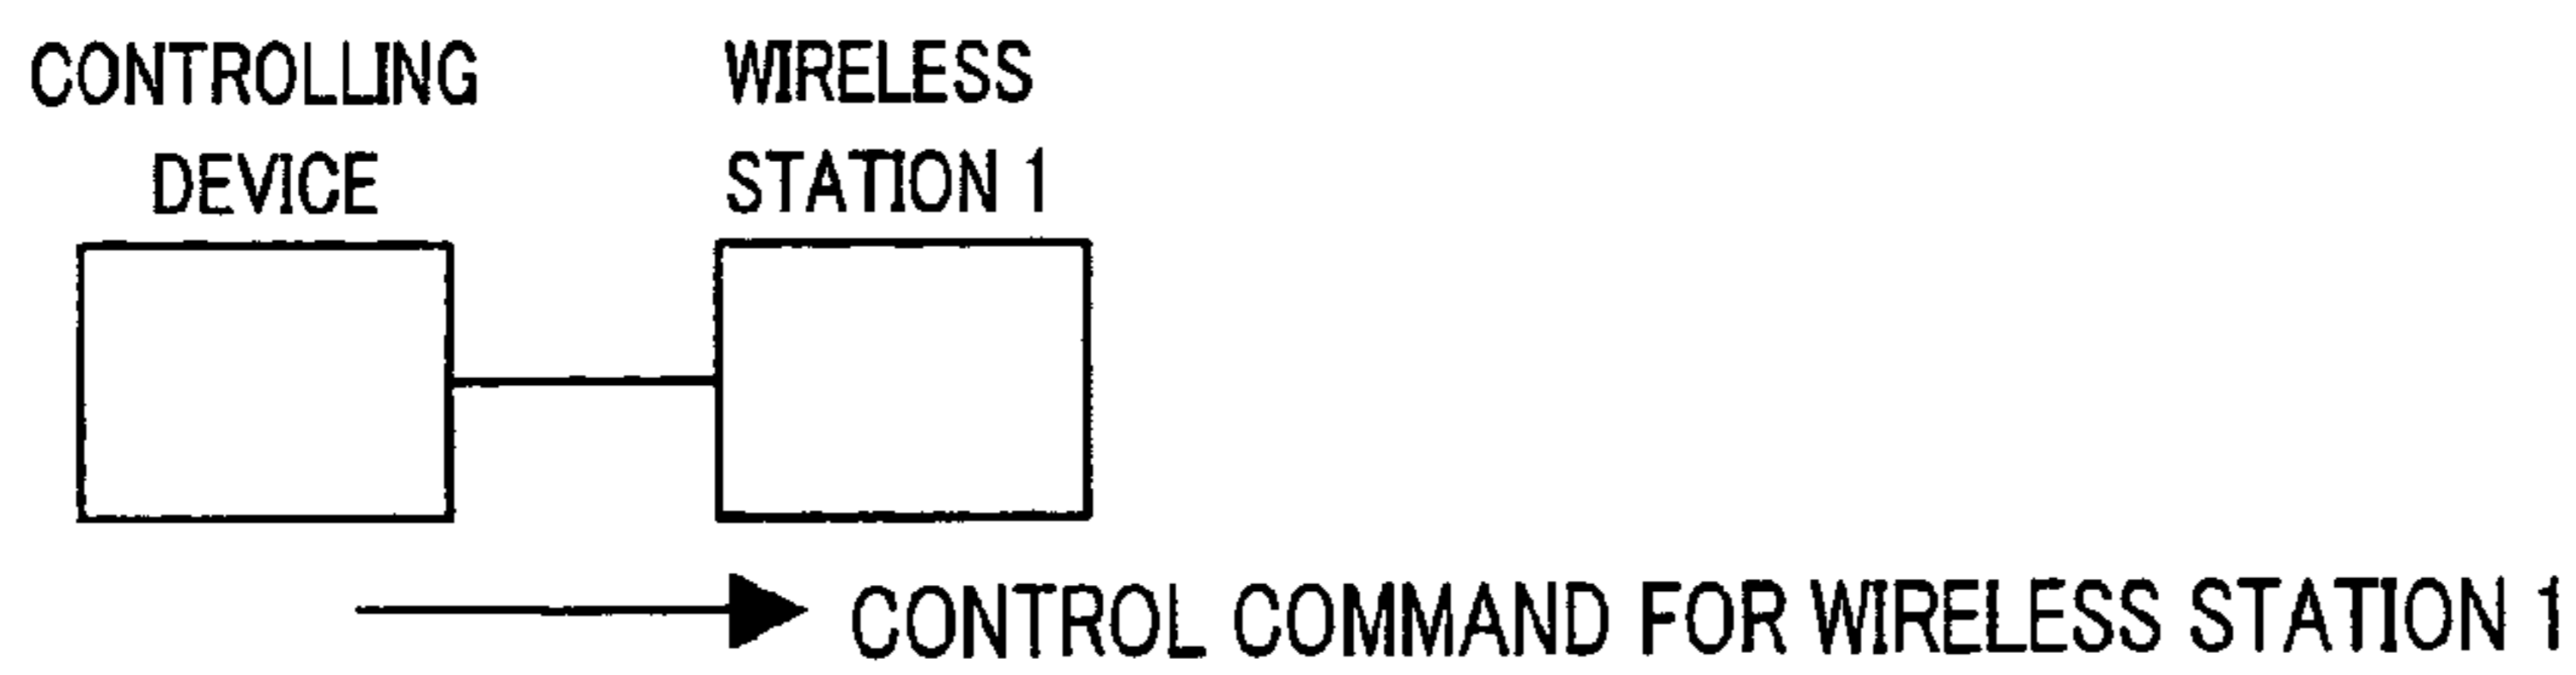 CONTROLLING
DEVICE
WIRELESS
STATION 1
CONTROL COMMAND FOR WIRELESS STATION 1